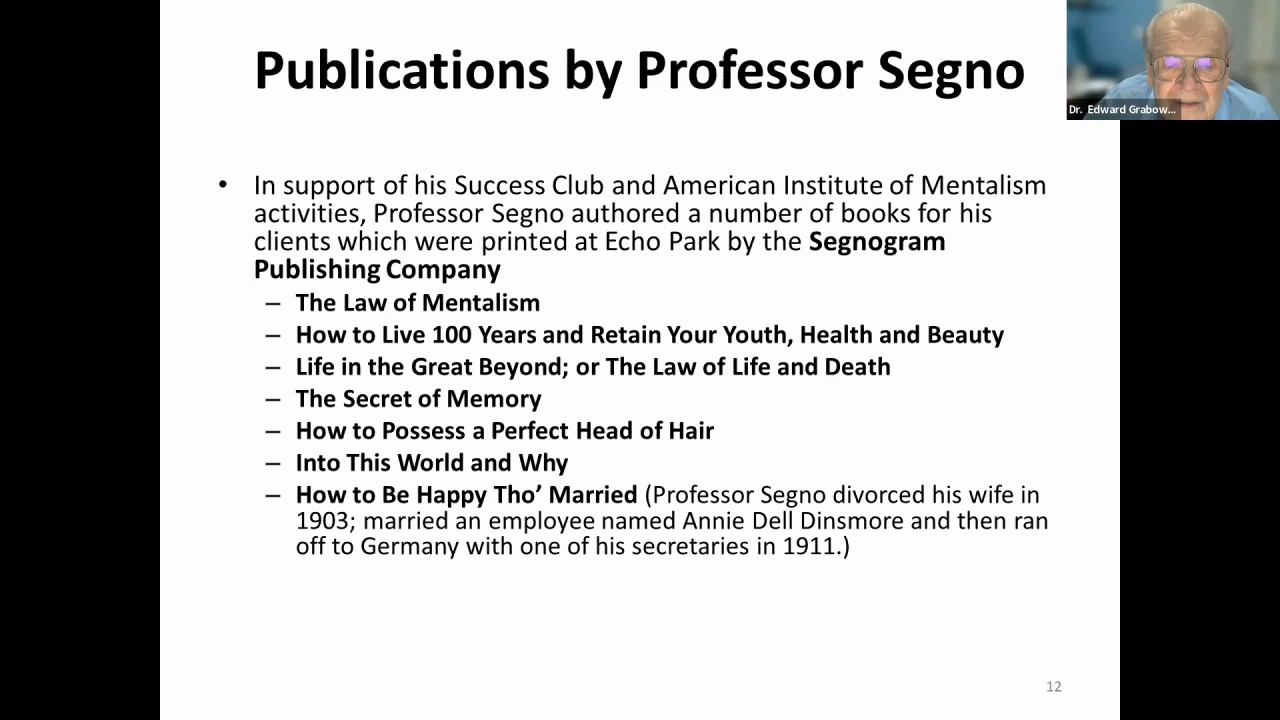 Publications by Professor Segno
Dr. Edward Grabow...
• In support of his Success Club and American Institute of Mentalism
activities, Professor Segno authored a number of books for his
clients which were printed at Echo Park by the Segnogram
Publishing Company
– The Law of Mentalism
– How to Live 100 Years and Retain Your Youth, Health and Beauty
– Life in the Great Beyond; or The Law of Life and Death
– The Secret of Memory
– How to Possess a Perfect Head of Hair
– Into This World and Why
– How to Be Happy Tho’ Married (Professor Segno divorced his wife in
1903; married an employee named Annie Dell Dinsmore and then ran
off to Germany with one of his secretaries in 1911.)
12